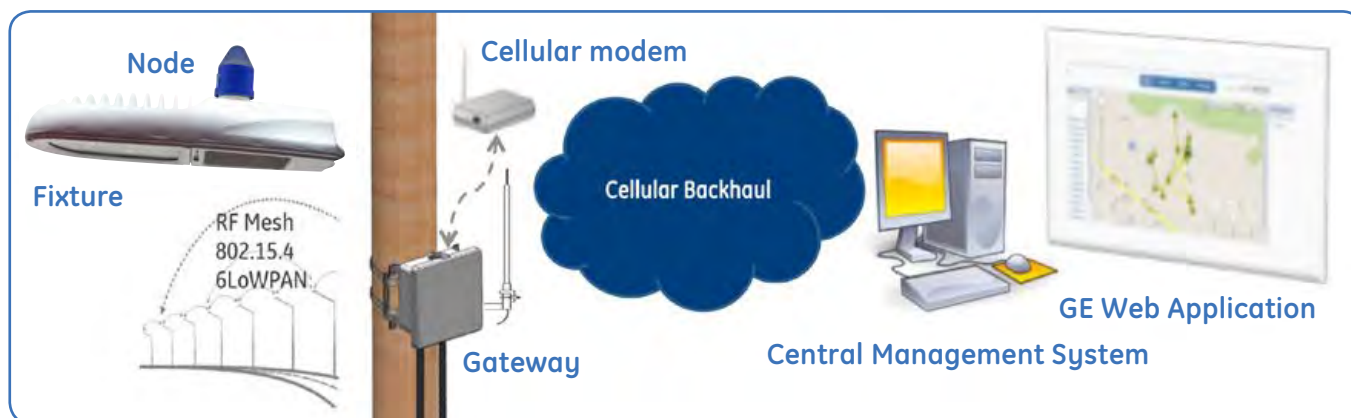 Node
Fixture
RF Mesh
802.15.4
6LoWPAN
Cellular modem
Gateway
Cellular Backhaul
Central Management System
GE Web Application